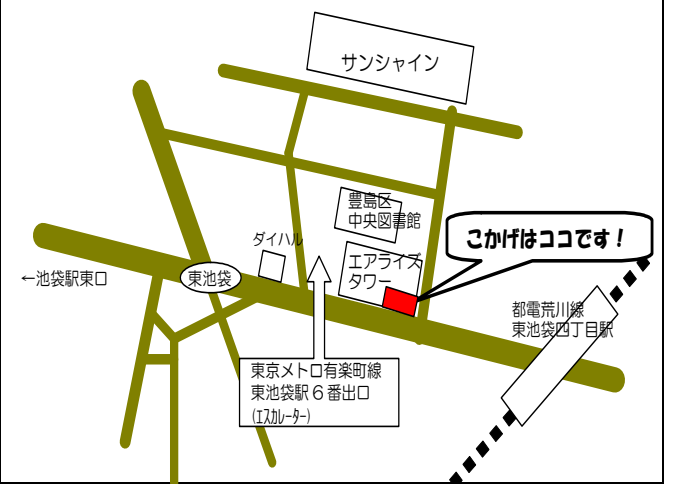 サンシャイン
豊島区
中央図書館
こかげはココです！
ダイハル
エアライズ
タワー
←池袋駅東口
東池袋
都電荒川線
東池袋四丁目駅
東京メトロ有楽町線
東池袋駅６番出口
(ｴｽｶﾚｰﾀｰ)